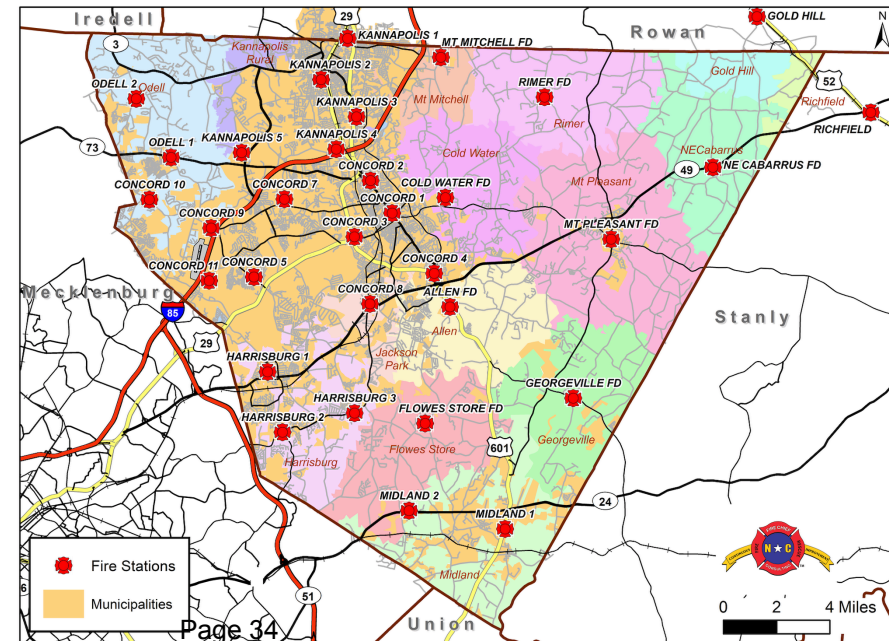 Iredell
29
Rowan
GOLD HILL
N
3
KANNAPOLIS 1
Kannapolis
Rural
MT MITCHELL FD
KANNAPOLIS 2
Gold Hill
52
ODELL 2
Odell
RIMER FD
Mt Mitchell
Richfield
KANNAPOLIS 3
Rimer
RICHFIELD
73
ODELL 1
KANNAPOLIS 5
KANNAPOLIS 4
Cold Water
NECabarrus
49
NE CABARRUS FD
CONCORD 2
Mt Pleasant
CONCORD 10
CONCORD 7
COLD WATER FD
CONCORD 1
CONCORD 9
CONCORD 3
MT PLEASANT FD
CONCORD 11
CONCORD 5
CONCORD 4
Mecklenburg
CONCORD 8
ALLEN FD
85
Stanly
29
Allen
Jackson
Park
HARRISBURG 1
GEORGEVILLE FD
HARRISBURG 3
HARRISBURG 2
FLOWES STORE FD
601
Georgeville
Flowes Store
Harrisburg
MIDLAND 2
24
MIDLAND 1
Fire Stations
Midland
FIRE CHIEF
N C
CONSULTING
6
Municipalities
51
0 2 4 Miles
Union
Page 34